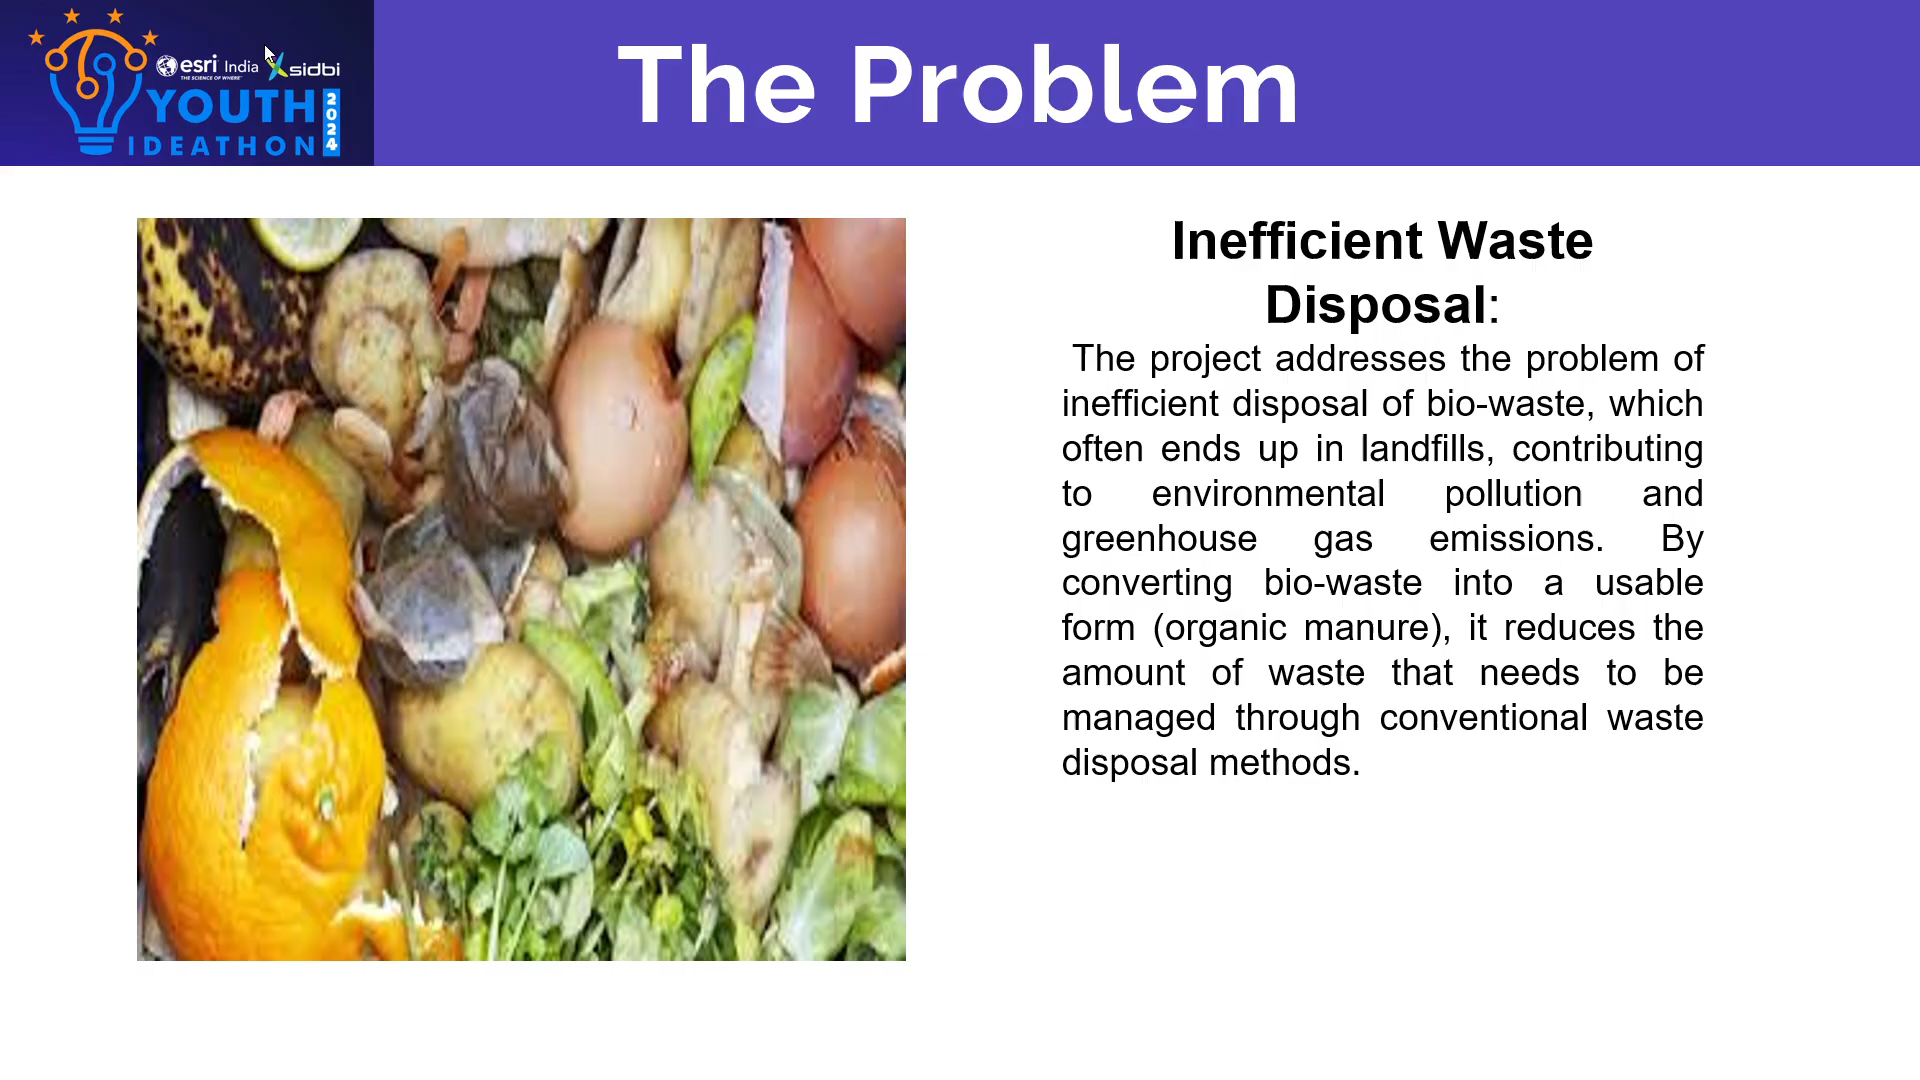 esri India
THE SCIENCE OF WHERE
sidbi
YOUTH
IDEATHON
2024
The Problem
Inefficient Waste
Disposal:
The project addresses the problem of
inefficient disposal of bio-waste, which
often ends up in landfills, contributing
to environmental pollution and
greenhouse gas emissions. By
converting bio-waste into a usable
form (organic manure), it reduces the
amount of waste that needs to be
managed through conventional waste
disposal methods.